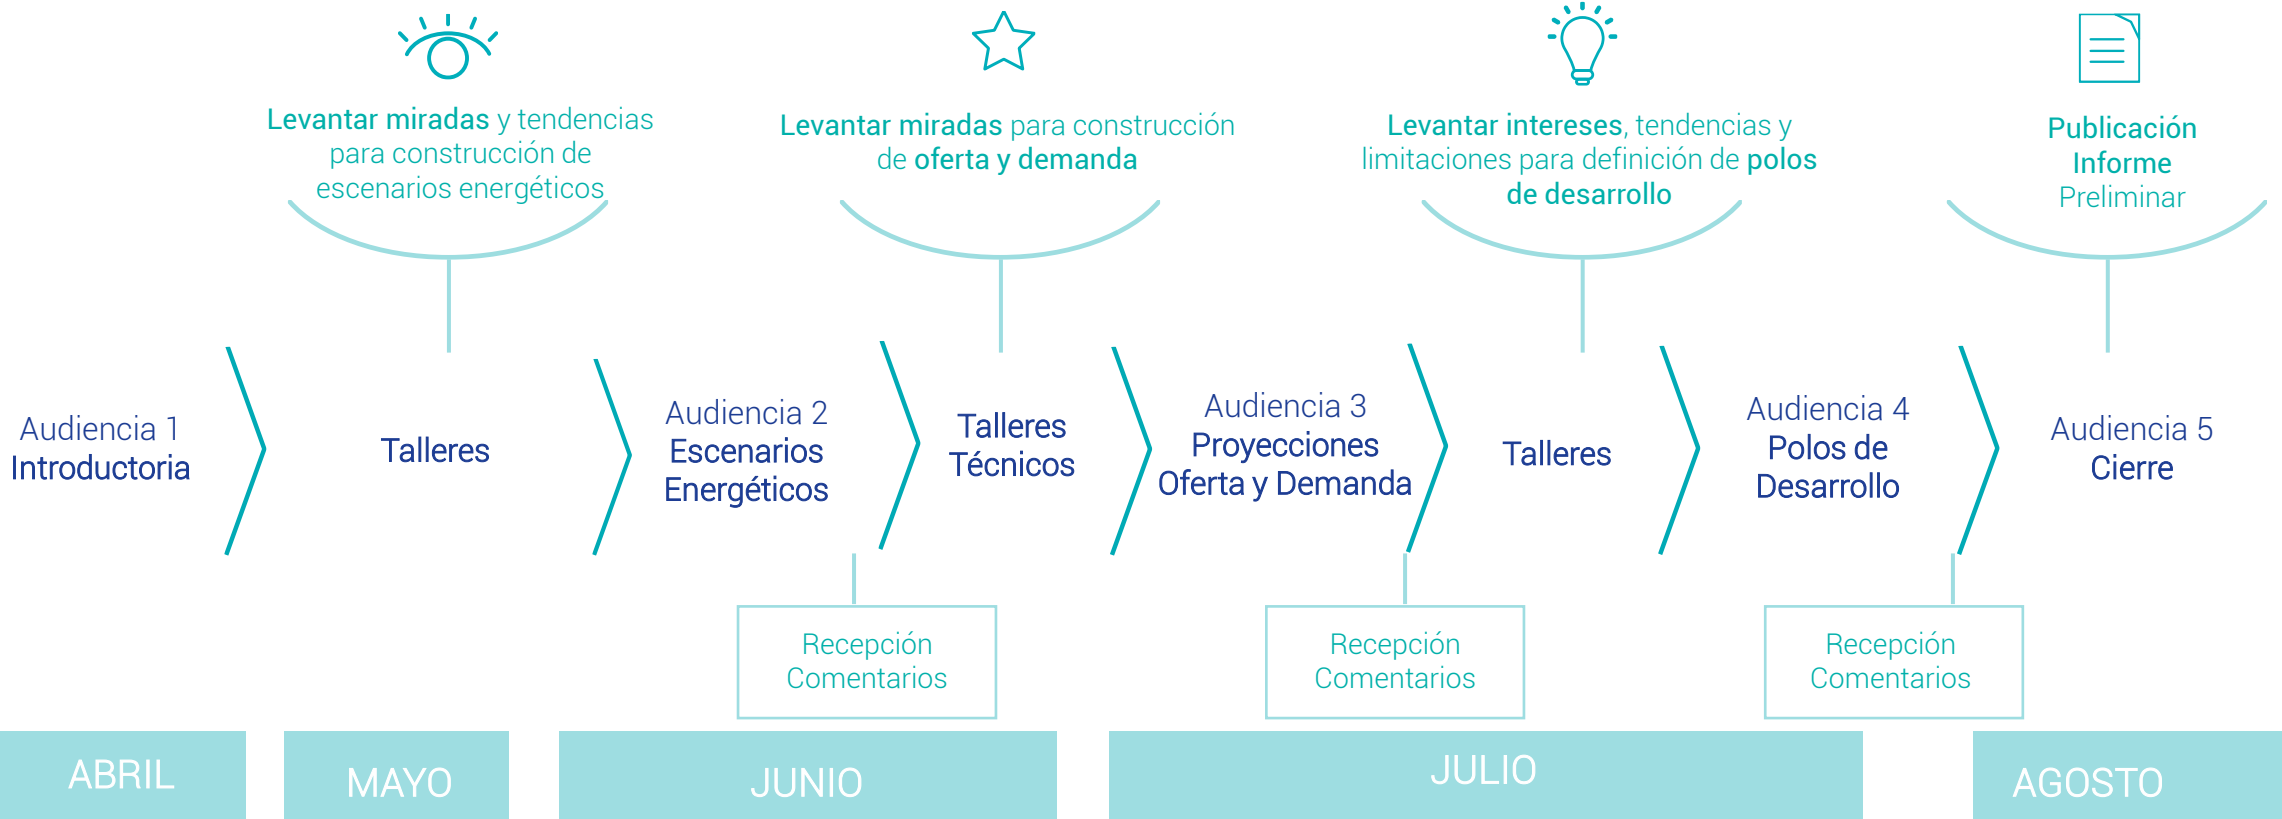 Levantar miradas y tendencias
para construcción de
escenarios energéticos
Levantar miradas para construcción
de oferta y demanda
Levantar intereses, tendencias y
limitaciones para definición de polos
de desarrollo
Publicación
Informe
Preliminar
Audiencia 1
Introductoria
Talleres
Audiencia 2
Escenarios
Energéticos
Talleres
Técnicos
Audiencia 3
Proyecciones
Oferta y Demanda
Talleres
Audiencia 4
Polos de
Desarrollo
Audiencia 5
Cierre
Recepción
Comentarios
Recepción
Comentarios
Recepción
Comentarios
ABRIL
MAYO
JUNIO
JULIO
AGOSTO